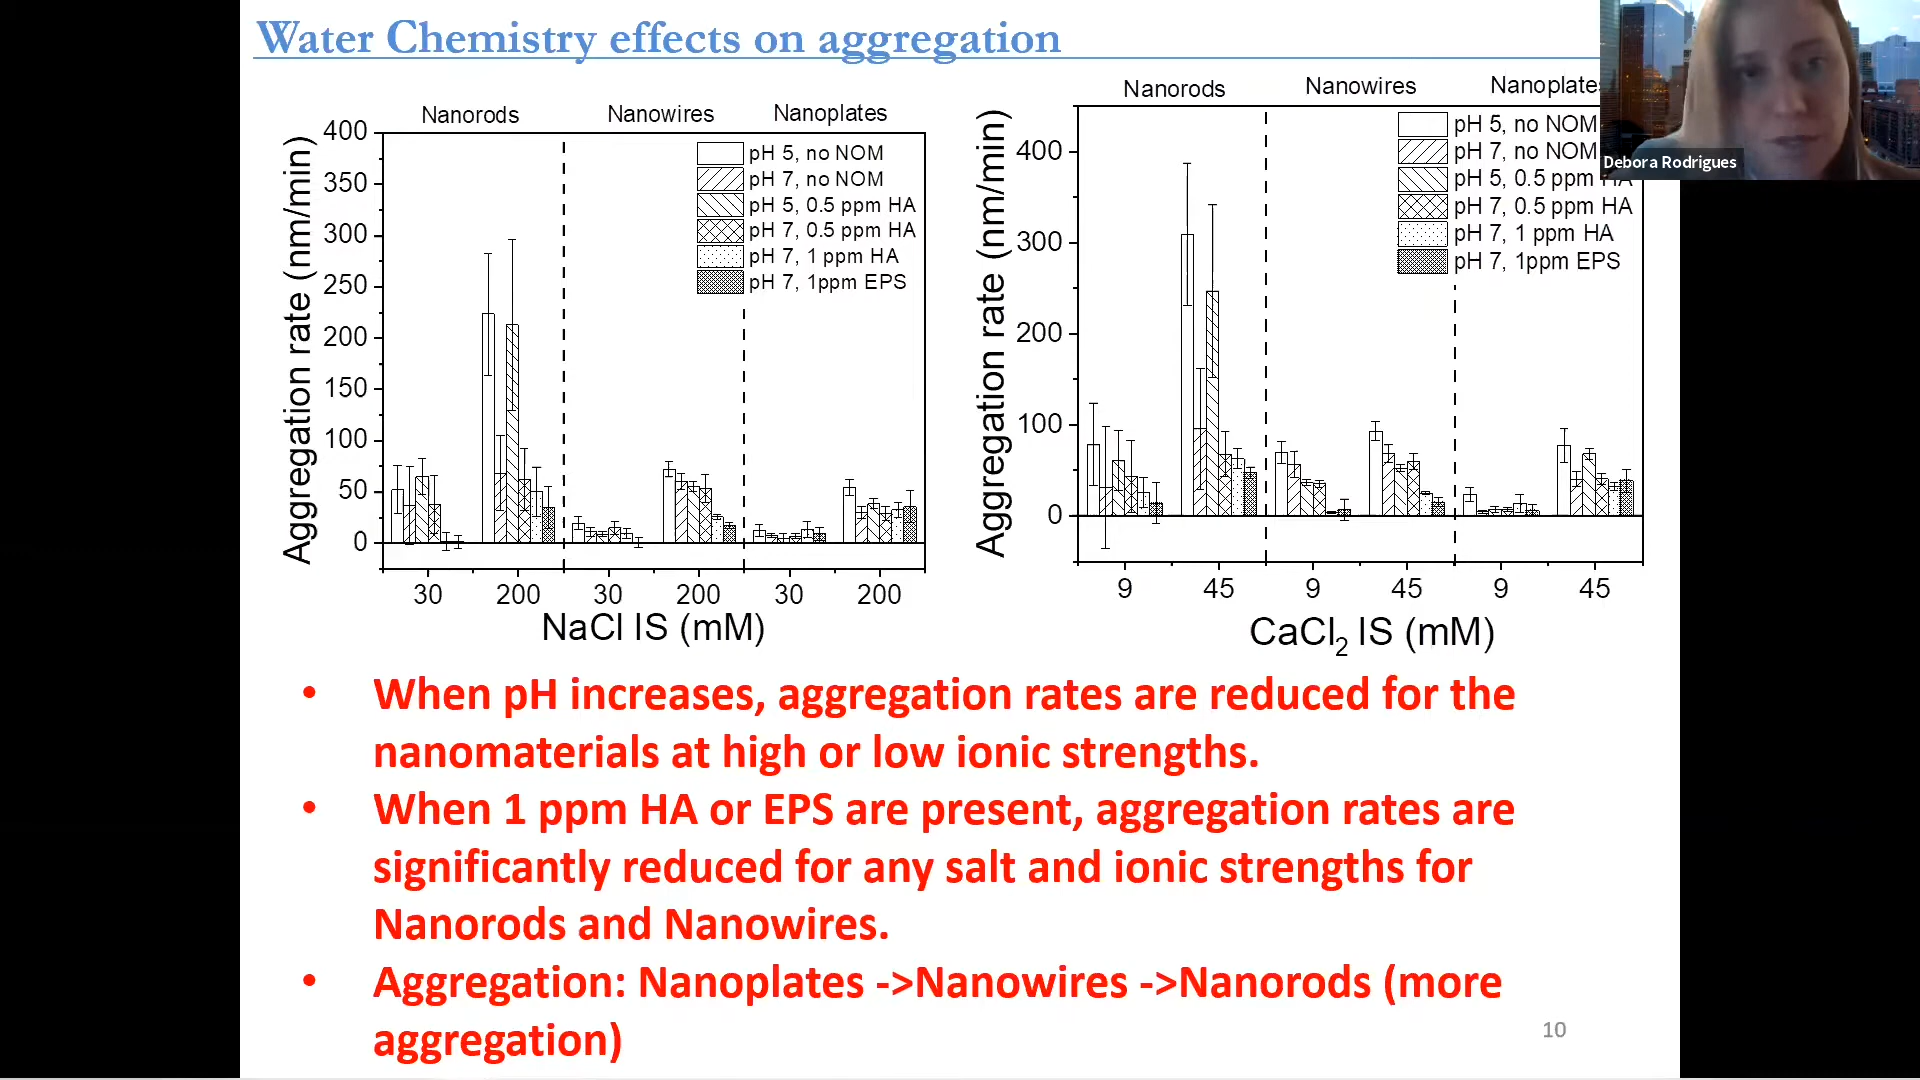 Water Chemistry effects on aggregation
Nanorods
Nanowires
Nanoplates
Aggregation rate (nm/min)
400
350
300
250
200
150
100
50
0
pH 5, no NOM
pH 7, no NOM
pH 5, 0.5 ppm HA
pH 7, 0.5 ppm HA
pH 7, 1 ppm HA
pH 7, 1ppm EPS
30
200
30
200
30
200
NaCl IS (mM)
Nanorods
Nanowires
Nanoplates
Aggregation rate (nm/min)
400
300
200
100
0
pH 5, no NOM
pH 7, no NOM
pH 5, 0.5 ppm HA
pH 7, 0.5 ppm HA
pH 7, 1 ppm HA
pH 7, 1ppm EPS
9
45
9
45
9
45
CaCl2 IS (mM)
Debora Rodrigues
• When pH increases, aggregation rates are reduced for the
nanomaterials at high or low ionic strengths.
• When 1 ppm HA or EPS are present, aggregation rates are
significantly reduced for any salt and ionic strengths for
Nanorods and Nanowires.
• Aggregation: Nanoplates ->Nanowires ->Nanorods (more
aggregation)
10